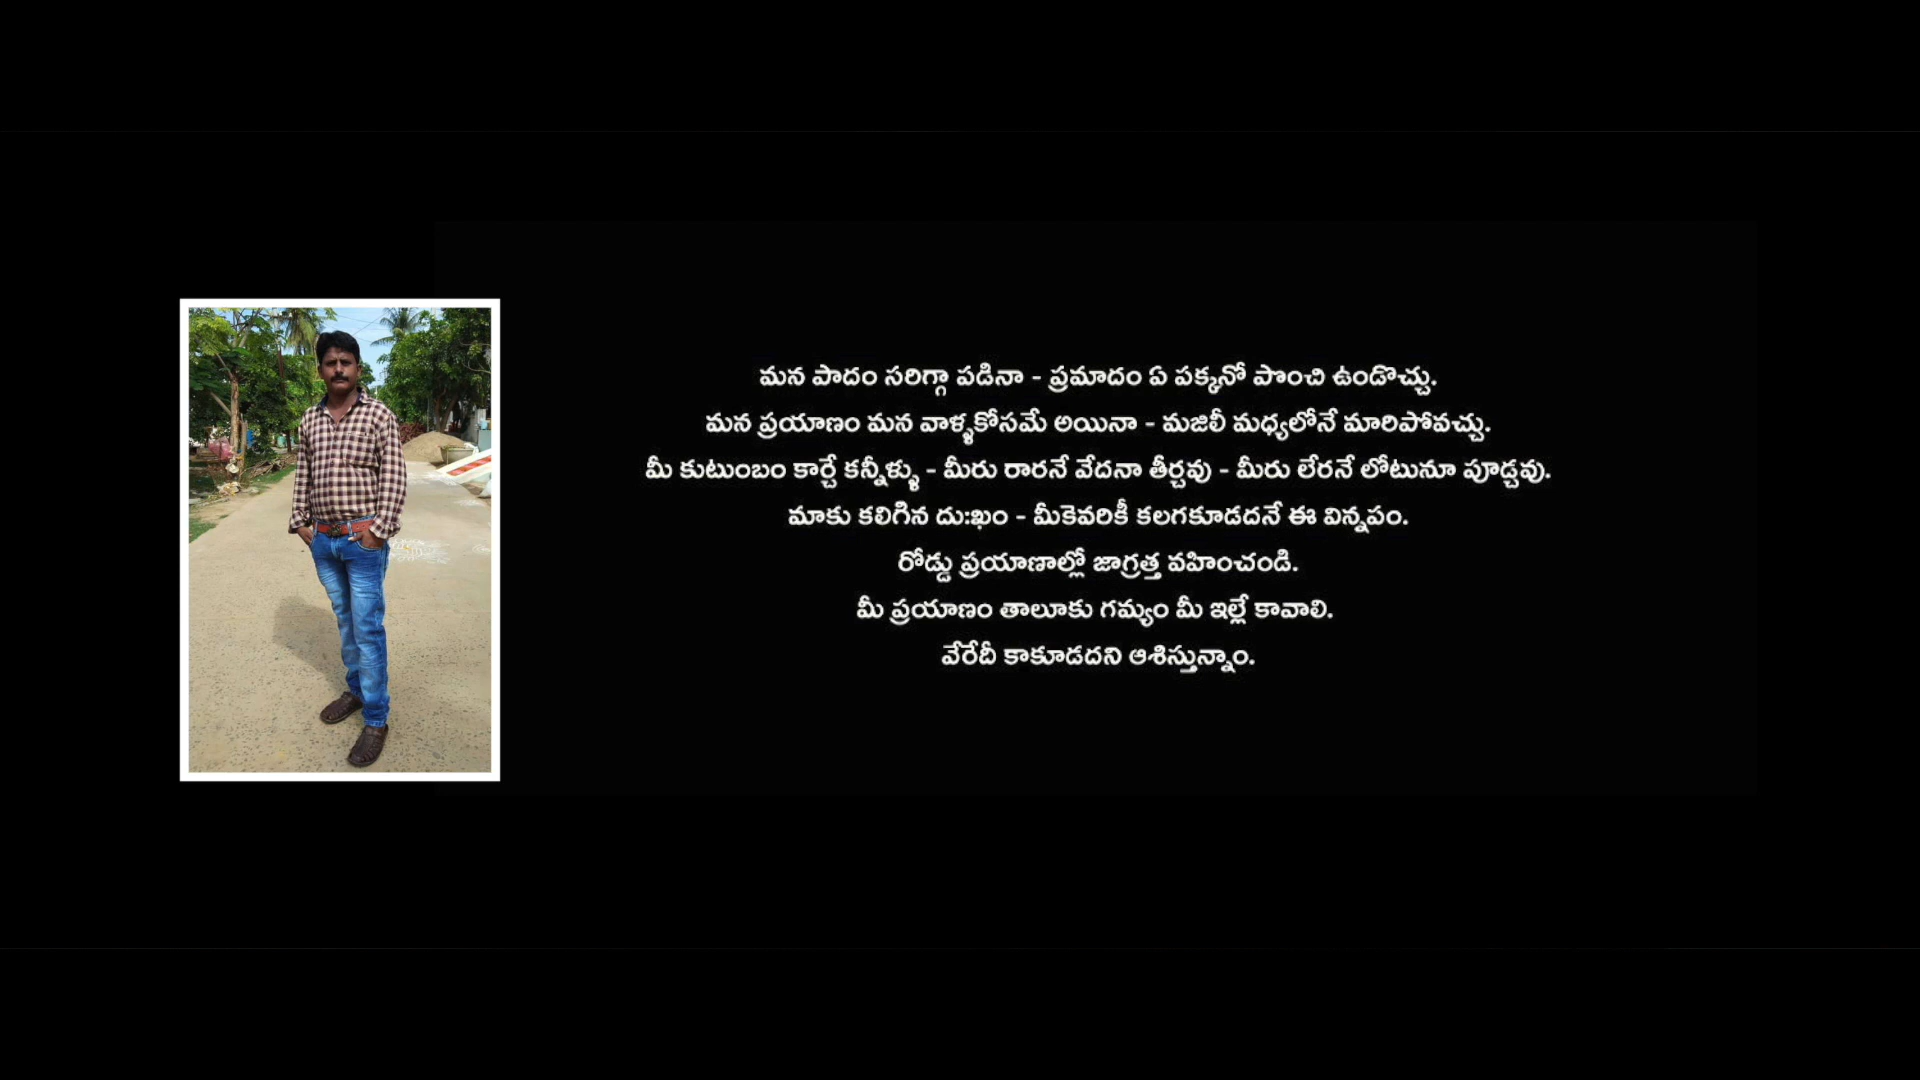 మన పాదం సరిగ్గా పడినా - ప్రమాదం ఏ పక్కనో పొంచి ఉండొచ్చు.
మన ప్రయాణం మన వాళ్ళకోసమే అయినా - మజిలీ మధ్యలోనే మారిపోవచ్చు.
మీ కుటుంబం కార్చే కన్నీళ్ళు - మీరు రారనే వేదనా తీర్చవు - మీరు లేరనే లోటునూ పూడ్చవు.
మాకు కలిగిన దు:ఖం - మీకెవరికీ కలగకూడదనే ఈ విన్నపం.
రోడ్డు ప్రయాణాల్లో జాగ్రత్త వహించండి.
మీ ప్రయాణం తాలూకు గమ్యం మీ ఇల్లే కావాలి.
వేరేదీ కాకూడదని ఆశిస్తున్నాం.